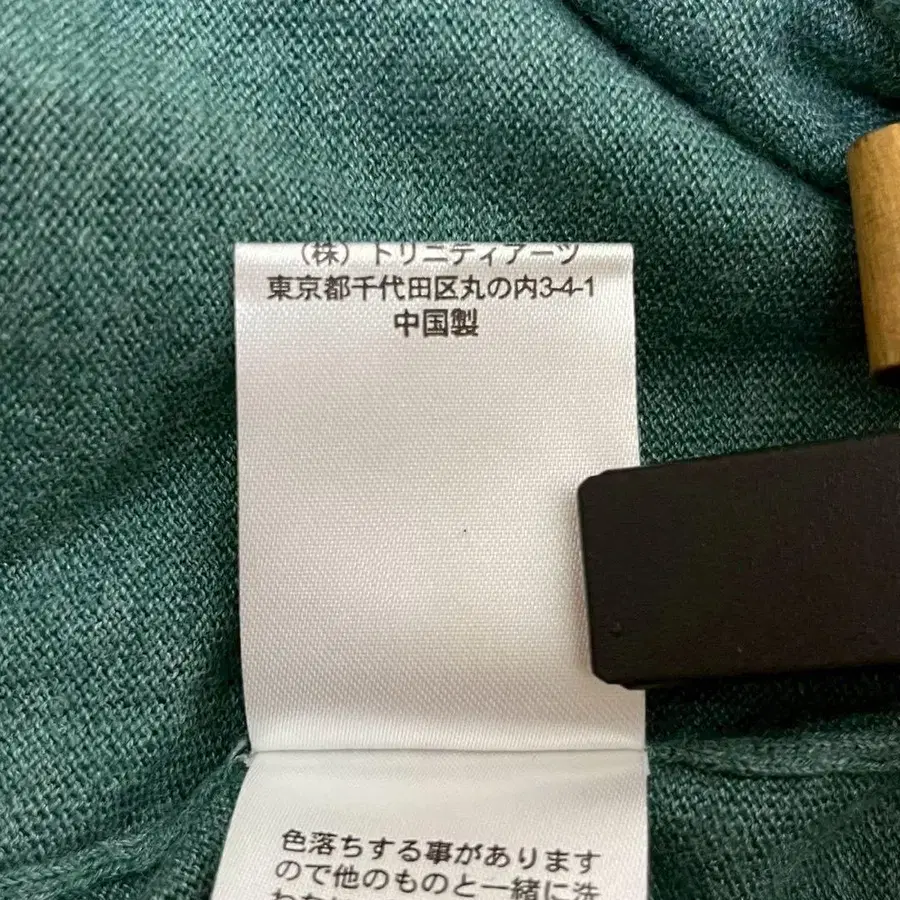 （株）トリニティアーツ
東京都千代田区丸の内3-4-1
中国製
色落ちする事があります
ので他のものと一緒に洗